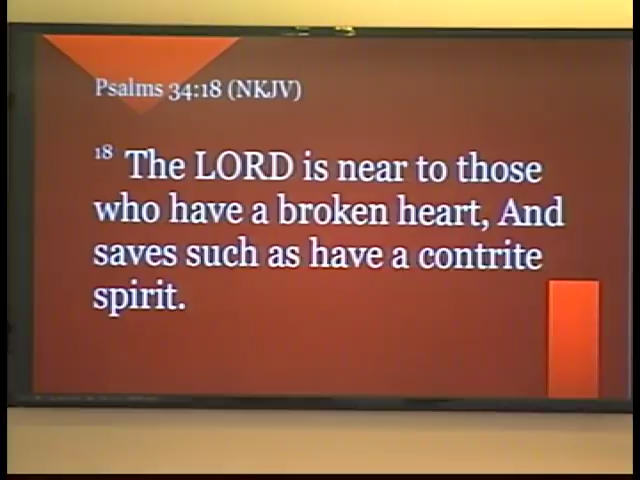 Psalms 34:18 (NKJV)
18 The LORD is near to those
who have a broken heart, And
saves such as have a contrite
spirit.